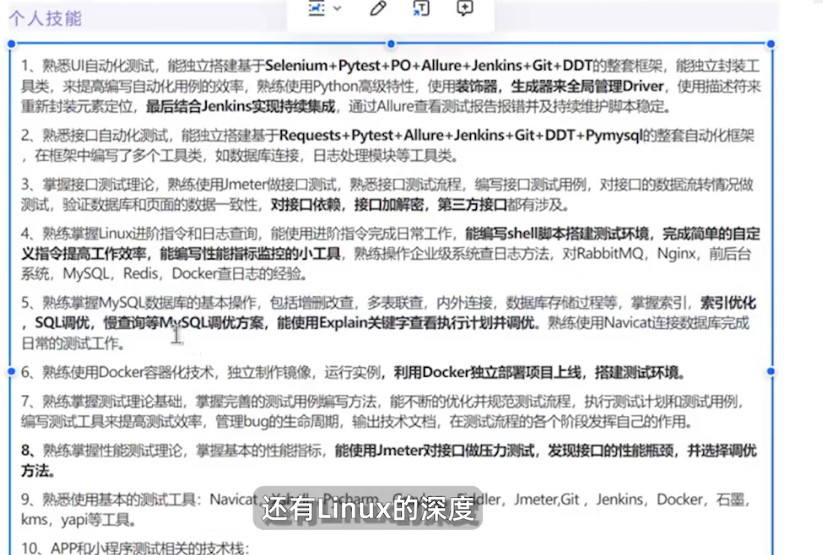 个人技能
1、熟悉UI自动化测试，能独立搭建基于Selenium+Pytest+PO+Allure+Jenkins+Git+DDT的整套框架，能独立封装工
具类，来提高编写自动化用例的效率，熟练使用Python高级特性，使用装饰器，生成器来全局管理Driver，使用描述符来
重新封装元素定位，最后结合Jenkins实现持续集成，通过Allure查看测试报告报错并及持续维护脚本稳定。
2、熟悉接口自动化测试，能独立搭建基于Requests+Pytest+Allure+Jenkins+Git+DDT+Pymysql的整套自动化框架
，在框架中编写了多个工具类，如数据库连接，日志处理模块等工具类。
3、掌握接口测试理论，熟练使用Jmeter做接口测试，熟悉接口测试流程，编写接口测试用例，对接口的数据流转情况做
测试，验证数据库和页面的数据一致性，对接口依赖，接口加解密，第三方接口都有涉及。
4、熟练掌握Linux进阶指令和日志查询，能使用进阶指令完成日常工作，能编写shell脚本搭建测试环境，完成简单的自定
义指令提高工作效率，能编写性能指标监控的小工具，熟练操作企业级系统查日志方法，对RabbitMQ，Nginx，前后台
系统，MySQL，Redis，Docker查日志的经验。
5、熟练掌握MySQL数据库的基本操作，包括增删改查，多表联查，内外连接，数据库存储过程等，掌握索引，索引优化
，SQL调优，慢查询等MySQL调优方案，能使用Explain关键字查看执行计划并调优。熟练使用Navicat连接数据库完成
日常的测试工作。
6、熟练使用Docker容器化技术，独立制作镜像，运行实例，利用Docker独立部署项目上线，搭建测试环境。
7、熟练掌握测试理论基础，掌握完善的测试用例编写方法，能不断的优化并规范测试流程，执行测试计划和测试用例，
编写测试工具来提高测试效率，管理bug的生命周期，输出技术文档，在测试流程的各个阶段发挥自己的作用。
8、熟练掌握性能测试理论，掌握基本的性能指标，能使用Jmeter对接口做压力测试，发现接口的性能瓶颈，并选择调优
方法。
9、熟悉使用基本的测试工具：Navicat，Jmeter,Git ，Jenkins，Docker，石墨，
kms，yapi等工具。
还有Linux的深度
10、APP和小程序测试相关的技术栈：